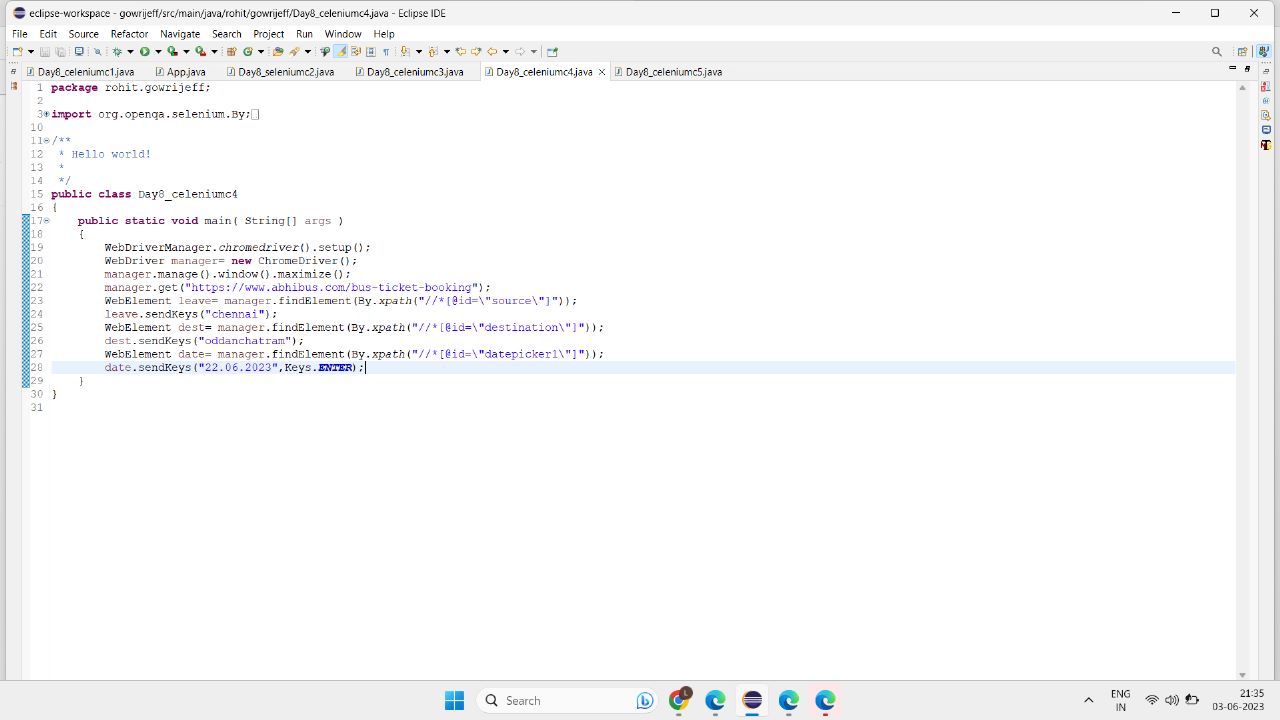 eclipse-workspace - gowrijeff/src/main/java/rohit/gowrijeff/Day8_celeniumc4.java - Eclipse IDE
File Edit Source Refactor Navigate Search Project Run Window Help
Day8_celeniumc1.java App.java Day8_seleniumc2.java Day8_celeniumc3.java Day8_celeniumc4.java Day8_celeniumc5.java
1 package rohit.gowrijeff;
2
3 import org.openqa.selenium.By;
10
11 /**
12 * Hello world!
13 *
14 */
15 public class Day8_celeniumc4
16 {
17 public static void main( String[] args )
18 {
19 WebDriverManager.chromedriver().setup();
20 WebDriver manager= new ChromeDriver();
21 manager.manage().window().maximize();
22 manager.get("https://www.abhibus.com/bus-ticket-booking");
23 WebElement leave= manager.findElement(By.xpath("//*[@id=\"source\"]"));
24 leave.sendKeys("chennai");
25 WebElement dest= manager.findElement(By.xpath("//*[@id=\"destination\"]"));
26 dest.sendKeys("oddanchatram");
27 WebElement date= manager.findElement(By.xpath("//*[@id=\"datepicker1\"]"));
28 date.sendKeys("22.06.2023",Keys.ENTER);
29 }
30 }
31
Search
ENG
IN
21:35
03-06-2023